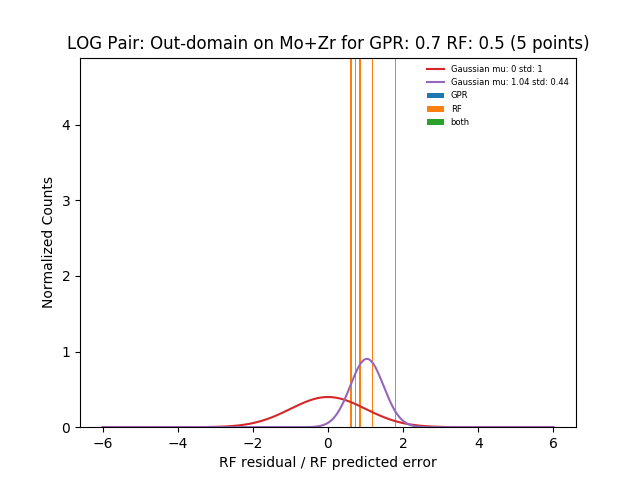 LOG Pair: Out-domain on Mo+Zr for GPR: 0.7 RF: 0.5 (5 points)
Gaussian mu: 0 std: 1
Gaussian mu: 1.04 std: 0.44
GPR
RF
both
Normalized Counts
4
3
2
1
0
−6 −4 −2 0 2 4 6
RF residual / RF predicted error